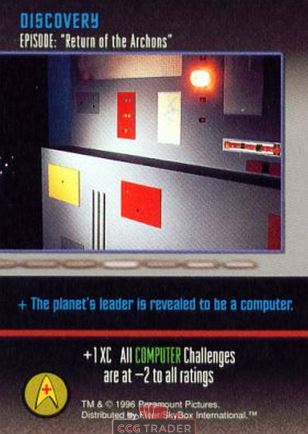 DISCOVERY
EPISODE: "Return of the Archons"
+ The planet's leader is revealed to be a computer.
+1 XC All COMPUTER Challenges
are at –2 to all ratings
TM & © 1996 Paramount Pictures.
Distributed by Fleer/SkyBox International.™
CCG TRADER